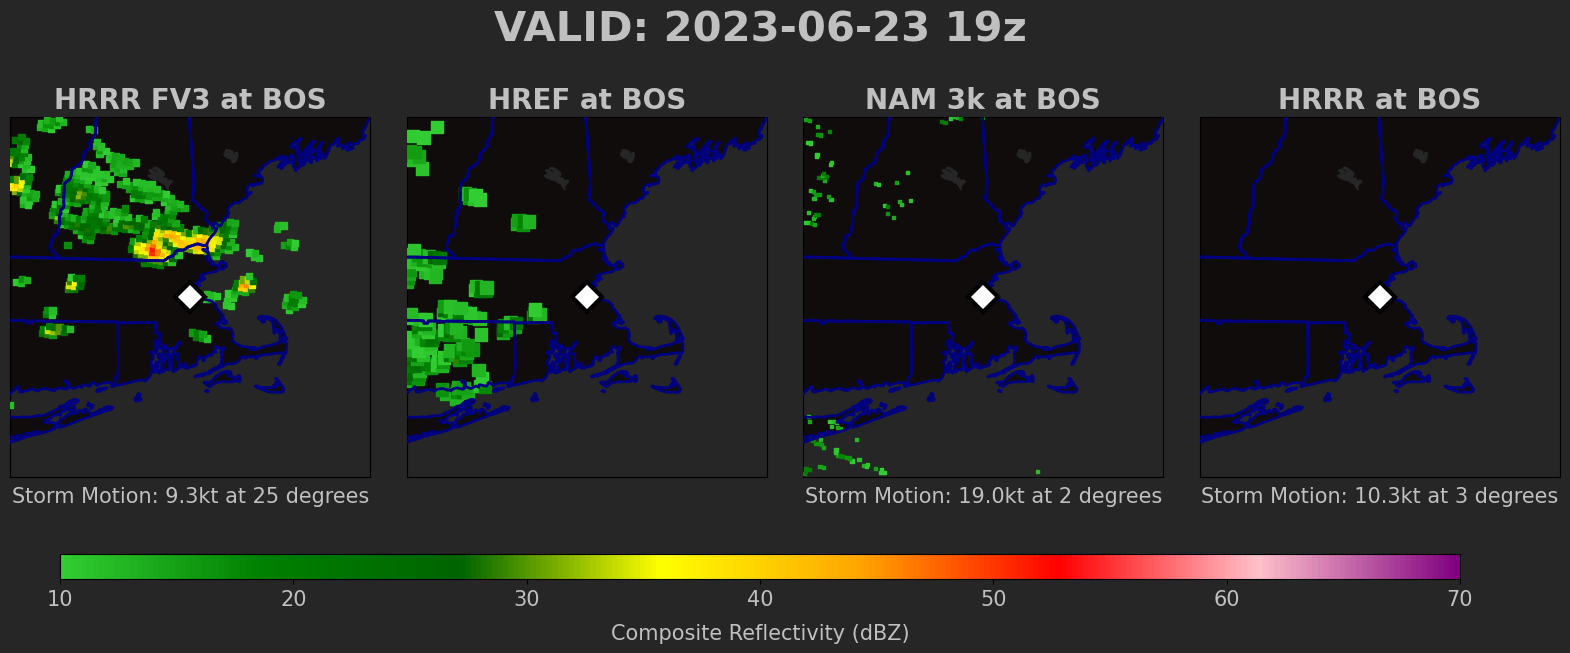 VALID: 2023-06-23 19z
HRRR FV3 at BOS
HREF at BOS
NAM 3k at BOS
HRRR at BOS
Storm Motion: 9.3kt at 25 degrees
Storm Motion: 19.0kt at 2 degrees
Storm Motion: 10.3kt at 3 degrees
10 20 30 40 50 60 70
Composite Reflectivity (dBZ)